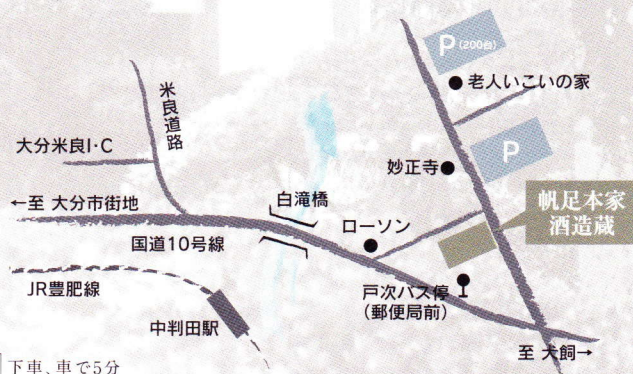 P(200台)
老人いこいの家
米良道路
大分米良I・C
妙正寺
P
←至 大分市街地
白滝橋
帆足本家
酒造蔵
ローソン
国道10号線
JR豊肥線
戸次バス停
(郵便局前)
中判田駅
至 犬飼→
下車、車で5分